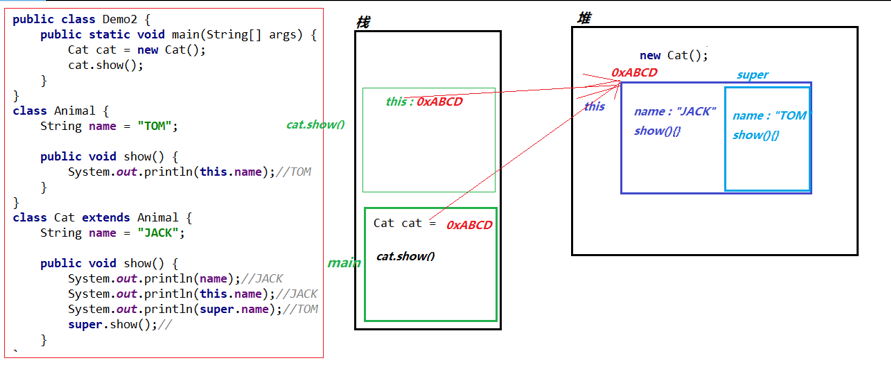 public class Demo2 {
public static void main(String[] args) {
Cat cat = new Cat();
cat.show();
}
}
class Animal {
String name = "TOM";
public void show() {
System.out.println(this.name);//TOM
}
}
class Cat extends Animal {
String name = "JACK";
public void show() {
System.out.println(name);//JACK
System.out.println(this.name);//JACK
System.out.println(super.name);//TOM
super.show();//
}
栈
this : 0xABCD
cat.show()
Cat cat = 0xABCD
cat.show()
main
堆
new Cat();
0xABCD
super
this
name : "JACK"
show(){}
name : "TOM
show(){}